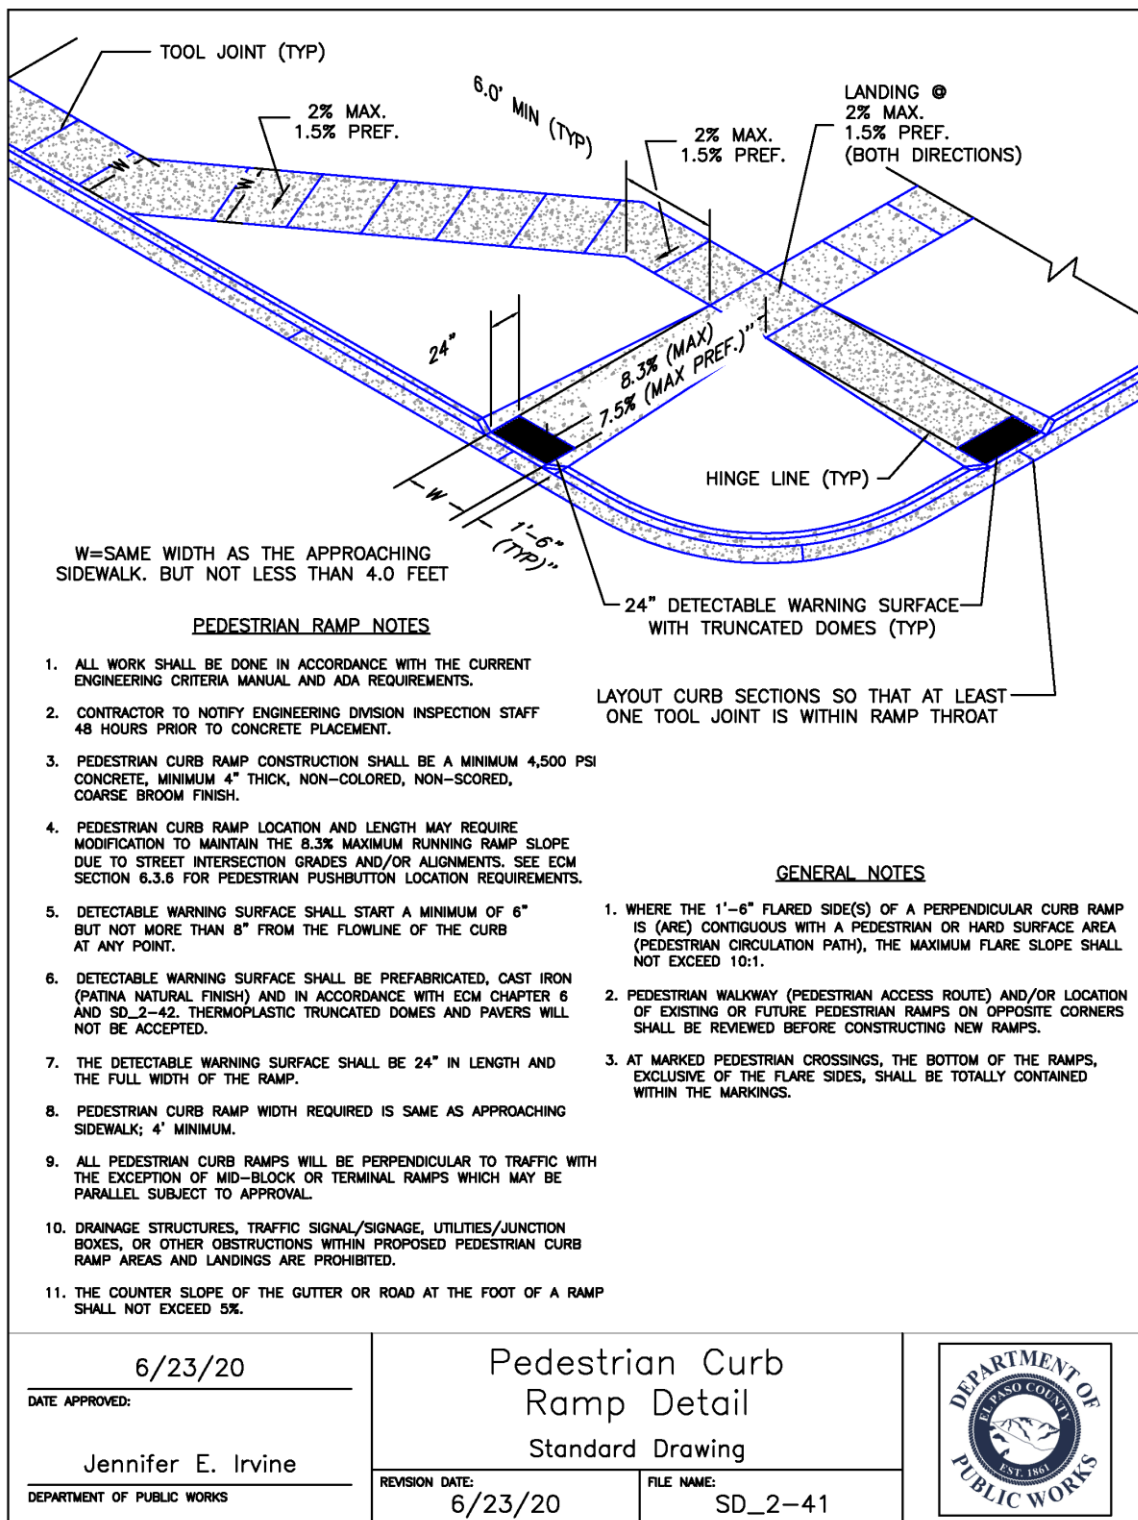 TOOL JOINT (TYP)
2% MAX.
1.5% PREF.
6.0' MIN (TYP)
2% MAX.
1.5% PREF.
LANDING @
2% MAX.
1.5% PREF.
(BOTH DIRECTIONS)
W
W
24"
8.3% (MAX)
7.5% (MAX PREF.)"
HINGE LINE (TYP)
W
1'-6"
(TYP)"
W=SAME WIDTH AS THE APPROACHING
SIDEWALK. BUT NOT LESS THAN 4.0 FEET
24" DETECTABLE WARNING SURFACE
WITH TRUNCATED DOMES (TYP)
LAYOUT CURB SECTIONS SO THAT AT LEAST
ONE TOOL JOINT IS WITHIN RAMP THROAT
PEDESTRIAN RAMP NOTES
1. ALL WORK SHALL BE DONE IN ACCORDANCE WITH THE CURRENT
ENGINEERING CRITERIA MANUAL AND ADA REQUIREMENTS.
2. CONTRACTOR TO NOTIFY ENGINEERING DIVISION INSPECTION STAFF
48 HOURS PRIOR TO CONCRETE PLACEMENT.
3. PEDESTRIAN CURB RAMP CONSTRUCTION SHALL BE A MINIMUM 4,500 PSI
CONCRETE, MINIMUM 4" THICK, NON-COLORED, NON-SCORED,
COARSE BROOM FINISH.
4. PEDESTRIAN CURB RAMP LOCATION AND LENGTH MAY REQUIRE
MODIFICATION TO MAINTAIN THE 8.3% MAXIMUM RUNNING RAMP SLOPE
DUE TO STREET INTERSECTION GRADES AND/OR ALIGNMENTS. SEE ECM
SECTION 6.3.6 FOR PEDESTRIAN PUSHBUTTON LOCATION REQUIREMENTS.
5. DETECTABLE WARNING SURFACE SHALL START A MINIMUM OF 6"
BUT NOT MORE THAN 8" FROM THE FLOWLINE OF THE CURB
AT ANY POINT.
6. DETECTABLE WARNING SURFACE SHALL BE PREFABRICATED, CAST IRON
(PATINA NATURAL FINISH) AND IN ACCORDANCE WITH ECM CHAPTER 6
AND SD_2-42. THERMOPLASTIC TRUNCATED DOMES AND PAVERS WILL
NOT BE ACCEPTED.
7. THE DETECTABLE WARNING SURFACE SHALL BE 24" IN LENGTH AND
THE FULL WIDTH OF THE RAMP.
8. PEDESTRIAN CURB RAMP WIDTH REQUIRED IS SAME AS APPROACHING
SIDEWALK; 4' MINIMUM.
9. ALL PEDESTRIAN CURB RAMPS WILL BE PERPENDICULAR TO TRAFFIC WITH
THE EXCEPTION OF MID-BLOCK OR TERMINAL RAMPS WHICH MAY BE
PARALLEL SUBJECT TO APPROVAL.
10. DRAINAGE STRUCTURES, TRAFFIC SIGNAL/SIGNAGE, UTILITIES/JUNCTION
BOXES, OR OTHER OBSTRUCTIONS WITHIN PROPOSED PEDESTRIAN CURB
RAMP AREAS AND LANDINGS ARE PROHIBITED.
11. THE COUNTER SLOPE OF THE GUTTER OR ROAD AT THE FOOT OF A RAMP
SHALL NOT EXCEED 5%.
GENERAL NOTES
1. WHERE THE 1'-6" FLARED SIDE(S) OF A PERPENDICULAR CURB RAMP
IS (ARE) CONTIGUOUS WITH A PEDESTRIAN OR HARD SURFACE AREA
(PEDESTRIAN CIRCULATION PATH), THE MAXIMUM FLARE SLOPE SHALL
NOT EXCEED 10:1.
2. PEDESTRIAN WALKWAY (PEDESTRIAN ACCESS ROUTE) AND/OR LOCATION
OF EXISTING OR FUTURE PEDESTRIAN RAMPS ON OPPOSITE CORNERS
SHALL BE REVIEWED BEFORE CONSTRUCTING NEW RAMPS.
3. AT MARKED PEDESTRIAN CROSSINGS, THE BOTTOM OF THE RAMPS,
EXCLUSIVE OF THE FLARE SIDES, SHALL BE TOTALLY CONTAINED
WITHIN THE MARKINGS.
6/23/20
DATE APPROVED:
Jennifer E. Irvine
DEPARTMENT OF PUBLIC WORKS
Pedestrian Curb
Ramp Detail
Standard Drawing
REVISION DATE:
6/23/20
FILE NAME:
SD_2-41
DEPARTMENT OF
EL PASO COUNTY
EST. 1861
PUBLIC WORKS